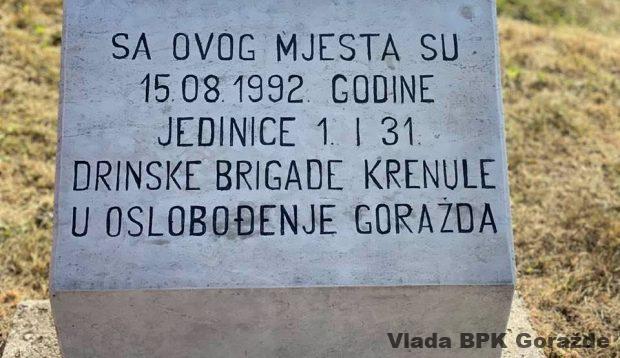 SA OVOG MJESTA SU
15.08.1992. GODINE
JEDINICE 1. I 31.
DRINSKE BRIGADE KRENULE
U OSLOBOĐENJE GORAŽDA
Vlada BPK Goražde